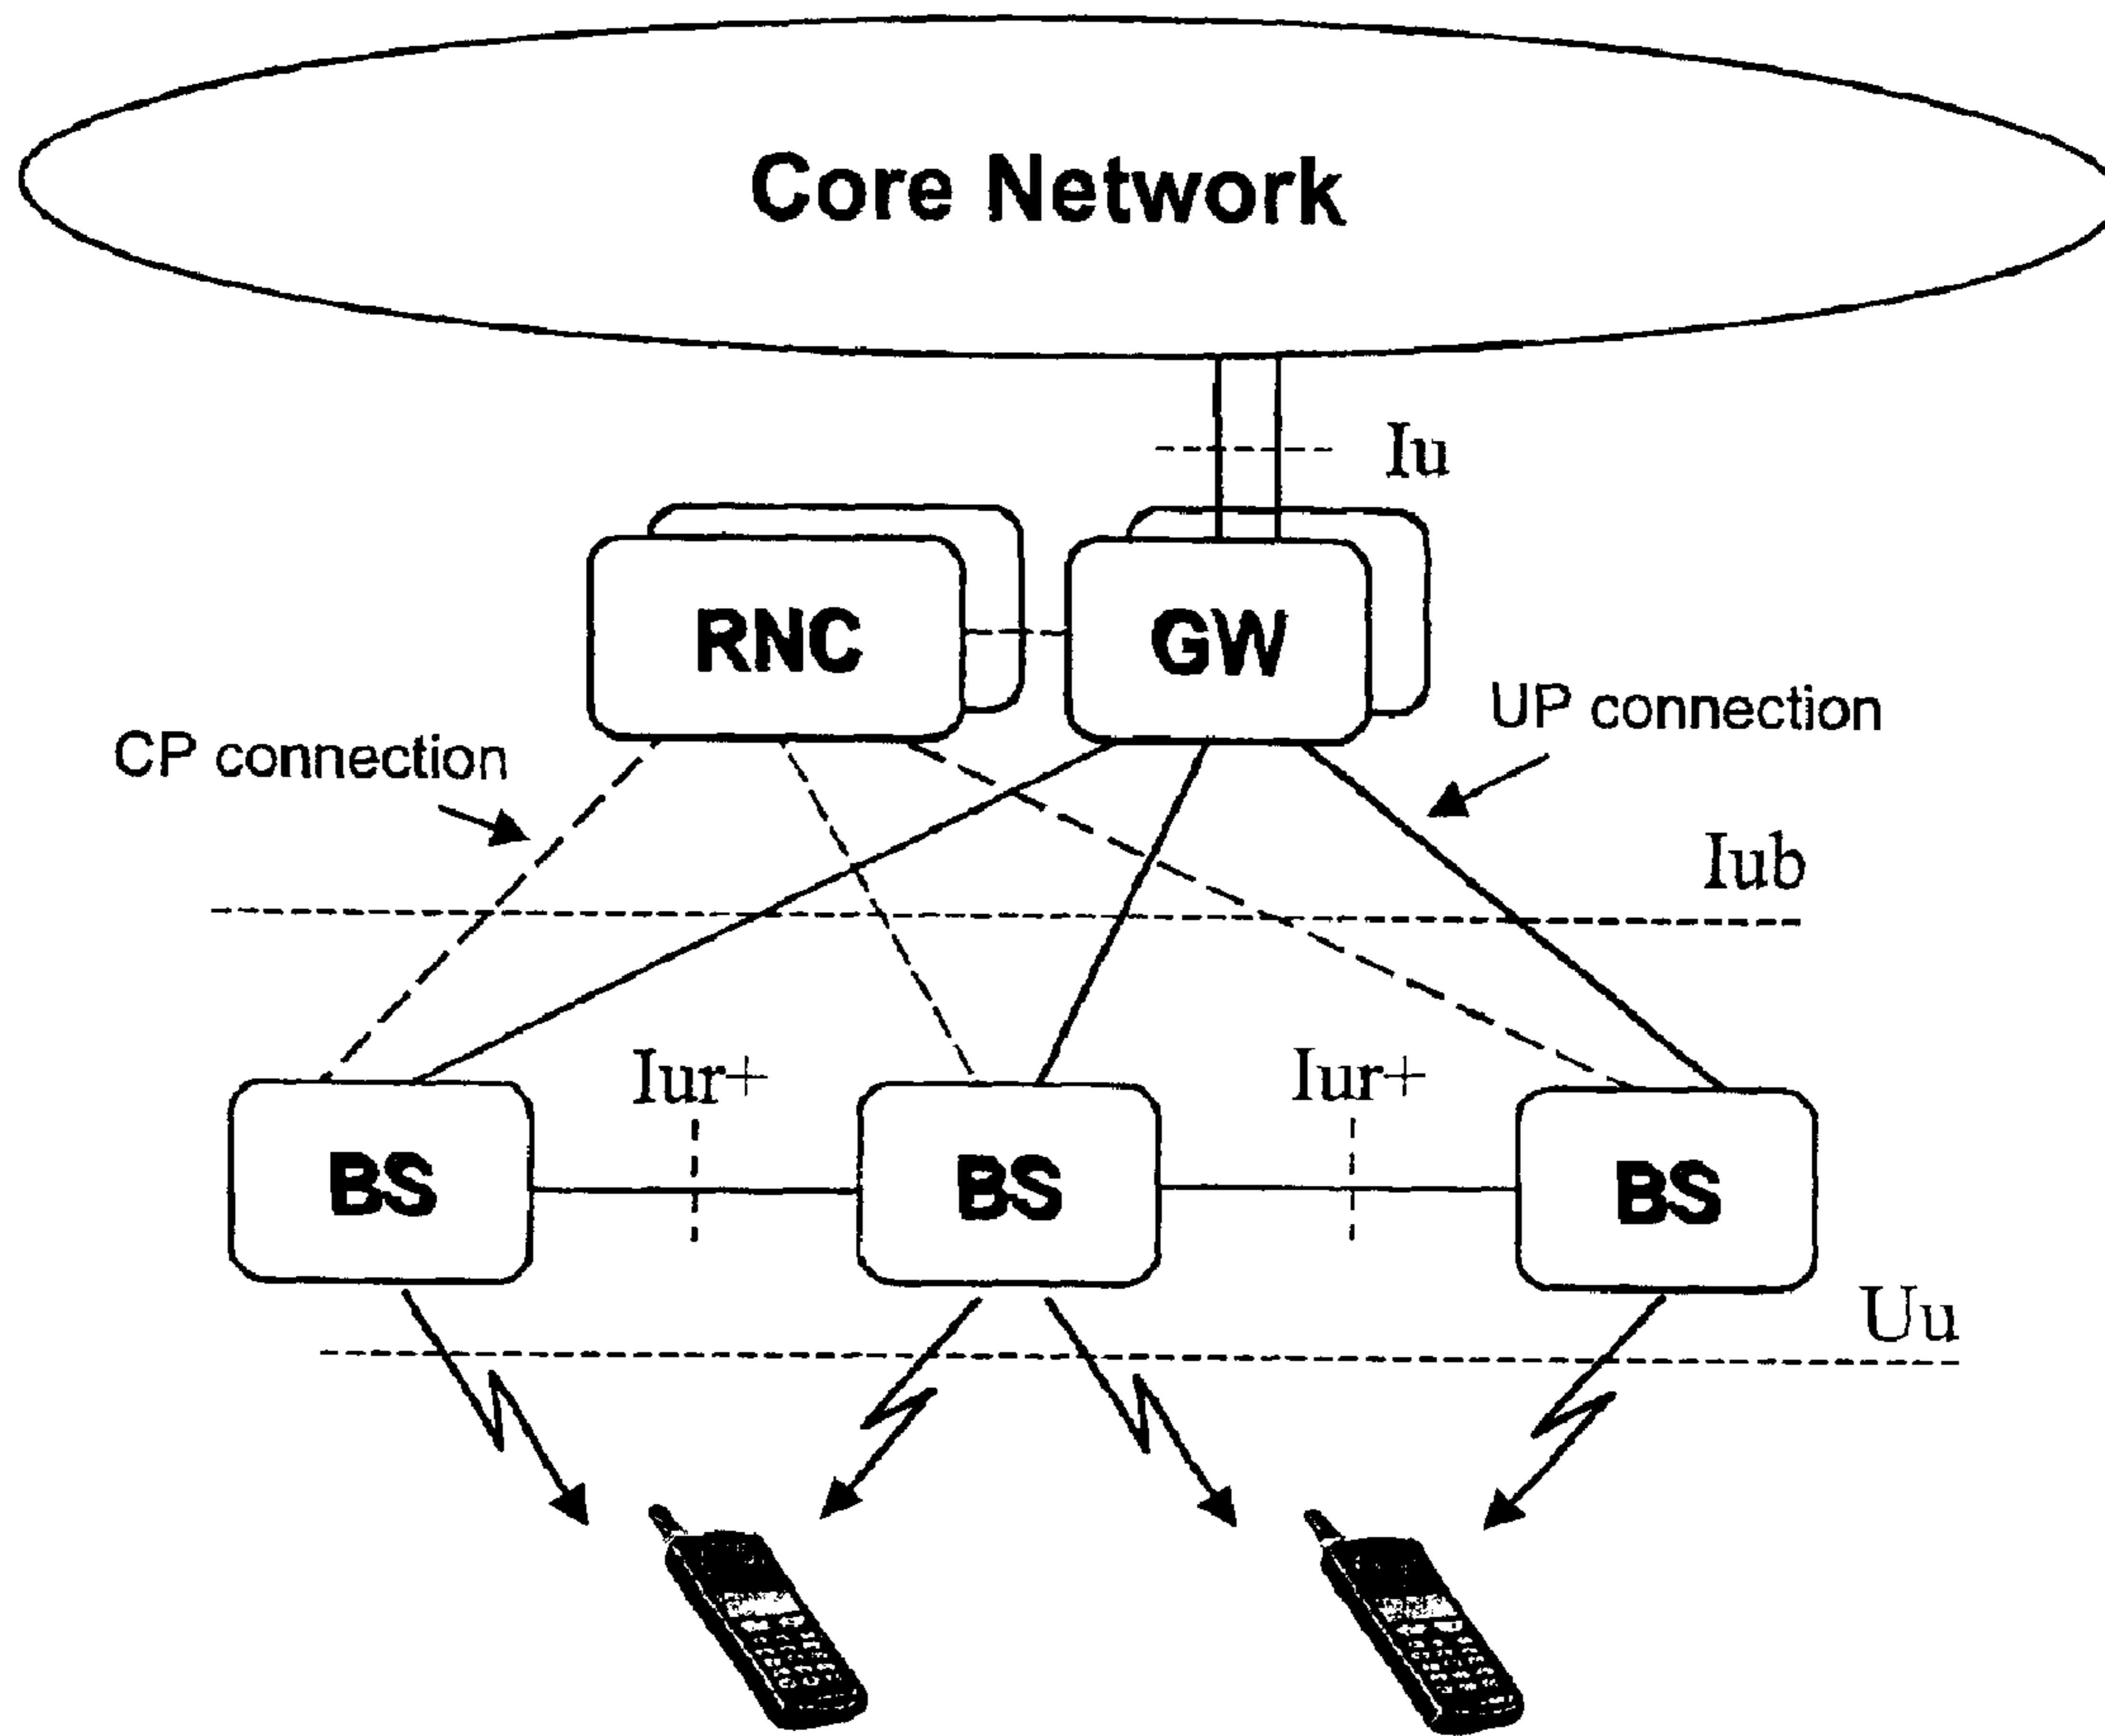 Core Network
Iu
RNC
GW
CP connection
UP connection
Iub
Iur+
Iur+
BS
BS
BS
Uu